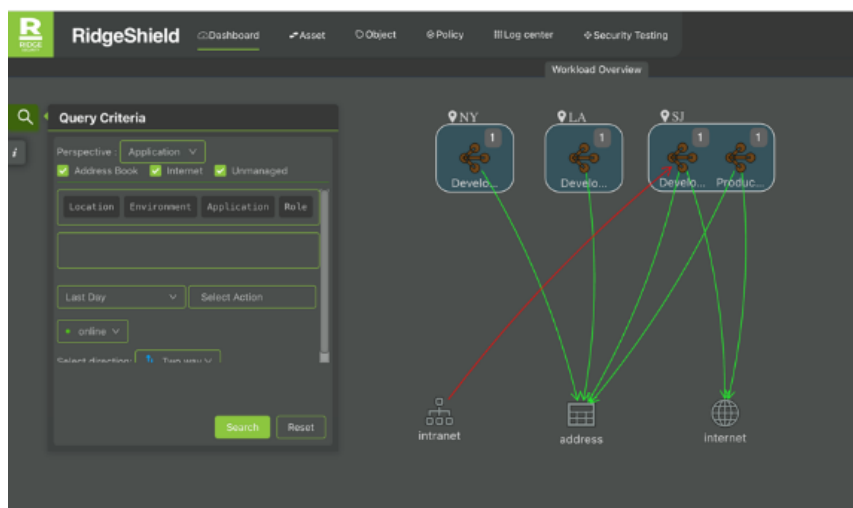 R
RIDGE
SECURITY
RidgeShield
Dashboard
Asset
Object
Policy
Log center
Security Testing
Workload Overview
Query Criteria
Perspective : Application
Address Book Internet Unmanaged
Location Environment Application Role
Last Day Select Action
online
Select direction: Two way
Search Reset
i
NY
1
Develo...
LA
1
Develo...
SJ
1 1
Develo... Produc...
intranet
address
internet